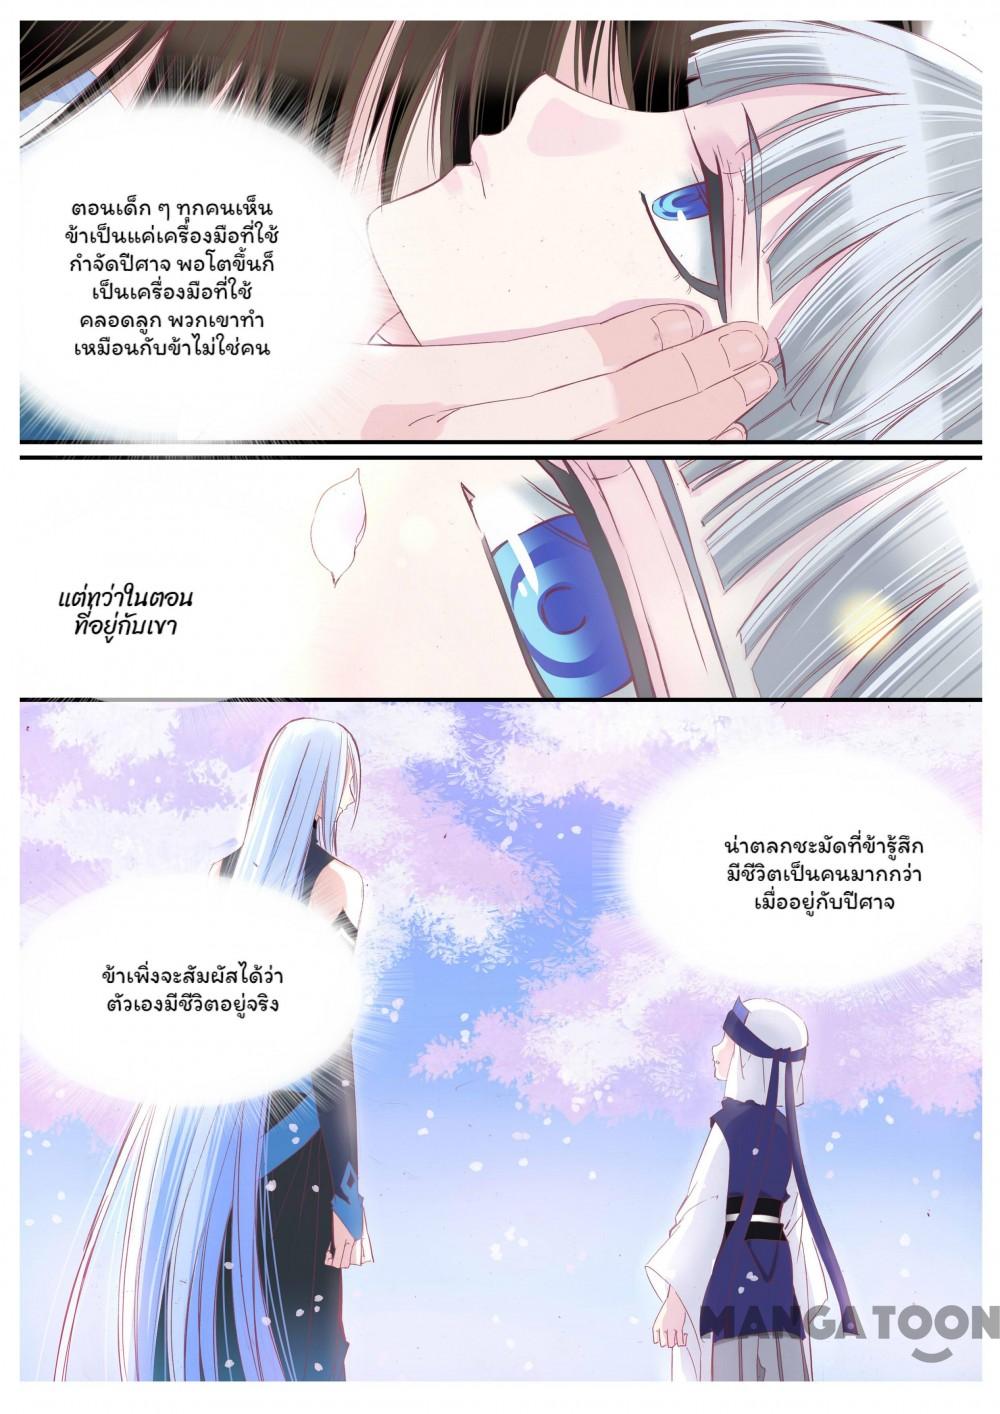 ตอนเด็ก ๆ ทุกคนเห็น
ข้าเป็นแค่เครื่องมือที่ใช้
กำจัดปีศาจ พอโตขึ้นก็
เป็นเครื่องมือที่ใช้
คลอดลูก พวกเขาทำ
เหมือนกับข้าไม่ใช่คน
แต่ทว่าในตอน
ที่อยู่กับเขา
น่าตลกชะมัดที่ข้ารู้สึก
มีชีวิตเป็นคนมากกว่า
เมื่ออยู่กับปีศาจ
ข้าเพิ่งจะสัมผัสได้ว่า
ตัวเองมีชีวิตอยู่จริง
MANGATOON